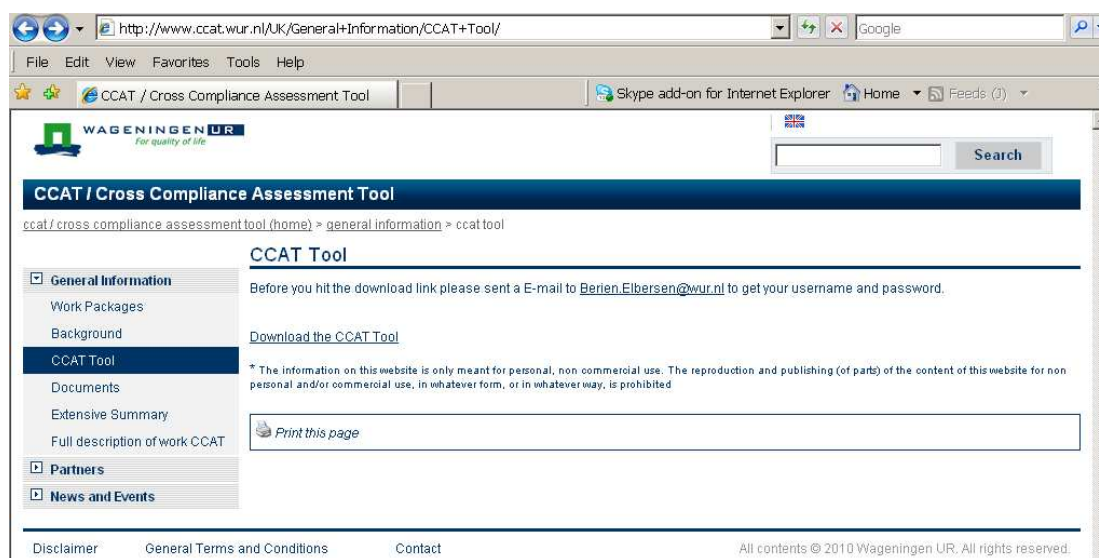 http://www.ccat.wur.nl/UK/General+Information/CCAT+Tool/
Google
File Edit View Favorites Tools Help
CCAT / Cross Compliance Assessment Tool
Skype add-on for Internet Explorer Home Feeds (J)
WAGENINGEN UR
For quality of life
Search
CCAT / Cross Compliance Assessment Tool
ccat / cross compliance assessment tool (home) > general information > ccat tool
CCAT Tool
General Information
Before you hit the download link please sent a E-mail to Berien.Elbersen@wur.nl to get your username and password.
Work Packages
Background
Download the CCAT Tool
CCAT Tool
* The information on this website is only meant for personal, non commercial use. The reproduction and publishing (of parts) of the content of this website for non
personal and/or commercial use, in whatever form, or in whatever way, is prohibited
Documents
Extensive Summary
Print this page
Full description of work CCAT
Partners
News and Events
Disclaimer General Terms and Conditions Contact All contents © 2010 Wageningen UR. All rights reserved.